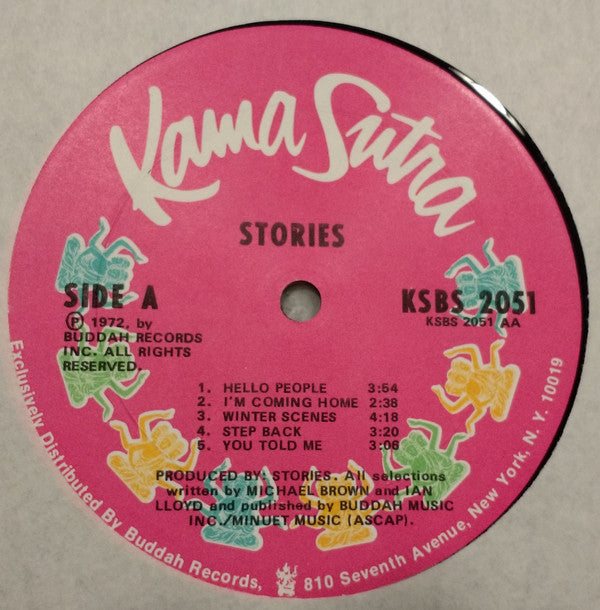 Kama Sutra
STORIES
SIDE A
Ⓟ 1972, by
BUDDAH RECORDS
INC. ALL RIGHTS
RESERVED.
KSBS 2051
KSBS 2051 AA
1. HELLO PEOPLE 3:54
2. I'M COMING HOME 2:38
3. WINTER SCENES 4:18
4. STEP BACK 3:20
5. YOU TOLD ME 3:06
PRODUCED BY: STORIES. All selections
written by MICHAEL BROWN and IAN
LLOYD and published by BUDDAH MUSIC
INC./MINUET MUSIC (ASCAP).
Exclusively Distributed By Buddah Records, 810 Seventh Avenue, New York, N. Y. 10019